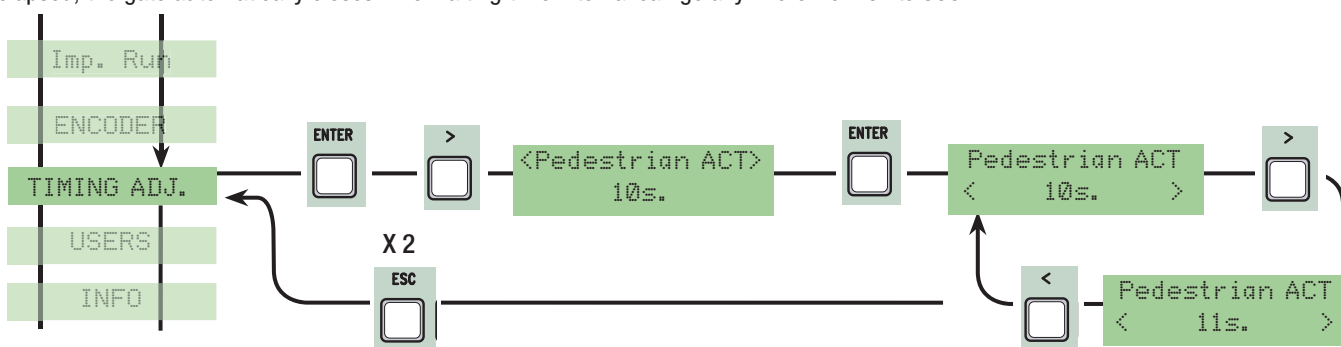 Imp. Run
ENCODER
TIMING ADJ.
USERS
INFO
ENTER
>
<Pedestrian ACT>
10s.
ENTER
Pedestrian ACT
< 10s. >
>
X 2
ESC
<
Pedestrian ACT
< 11s. >